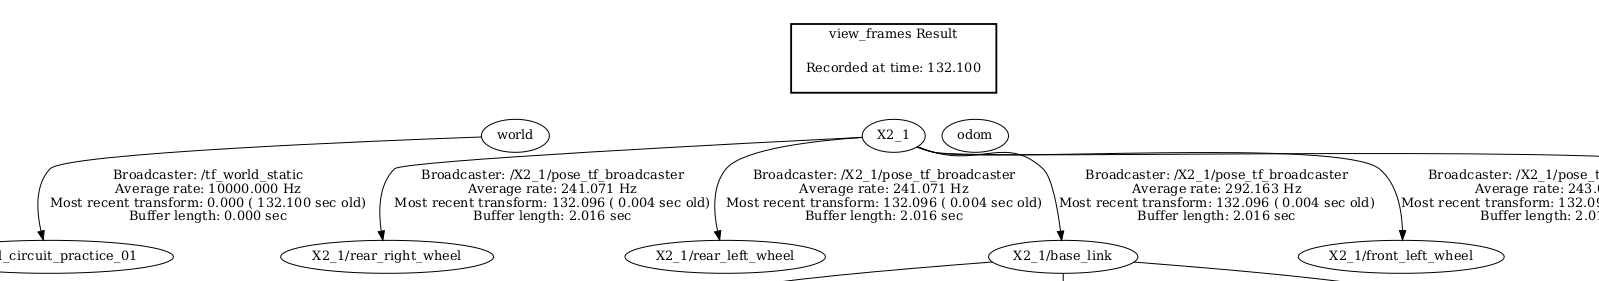 view_frames Result
Recorded at time: 132.100
world
X2_1
odom
Broadcaster: /tf_world_static
Average rate: 10000.000 Hz
Most recent transform: 0.000 ( 132.100 sec old)
Buffer length: 0.000 sec
Broadcaster: /X2_1/pose_tf_broadcaster
Average rate: 241.071 Hz
Most recent transform: 132.096 ( 0.004 sec old)
Buffer length: 2.016 sec
Broadcaster: /X2_1/pose_tf_broadcaster
Average rate: 241.071 Hz
Most recent transform: 132.096 ( 0.004 sec old)
Buffer length: 2.016 sec
Broadcaster: /X2_1/pose_tf_broadcaster
Average rate: 292.163 Hz
Most recent transform: 132.096 ( 0.004 sec old)
Buffer length: 2.016 sec
Broadcaster: /X2_1/pose_t
Average rate: 243.0
Most recent transform: 132.09
Buffer length: 2.01
l_circuit_practice_01
X2_1/rear_right_wheel
X2_1/rear_left_wheel
X2_1/base_link
X2_1/front_left_wheel